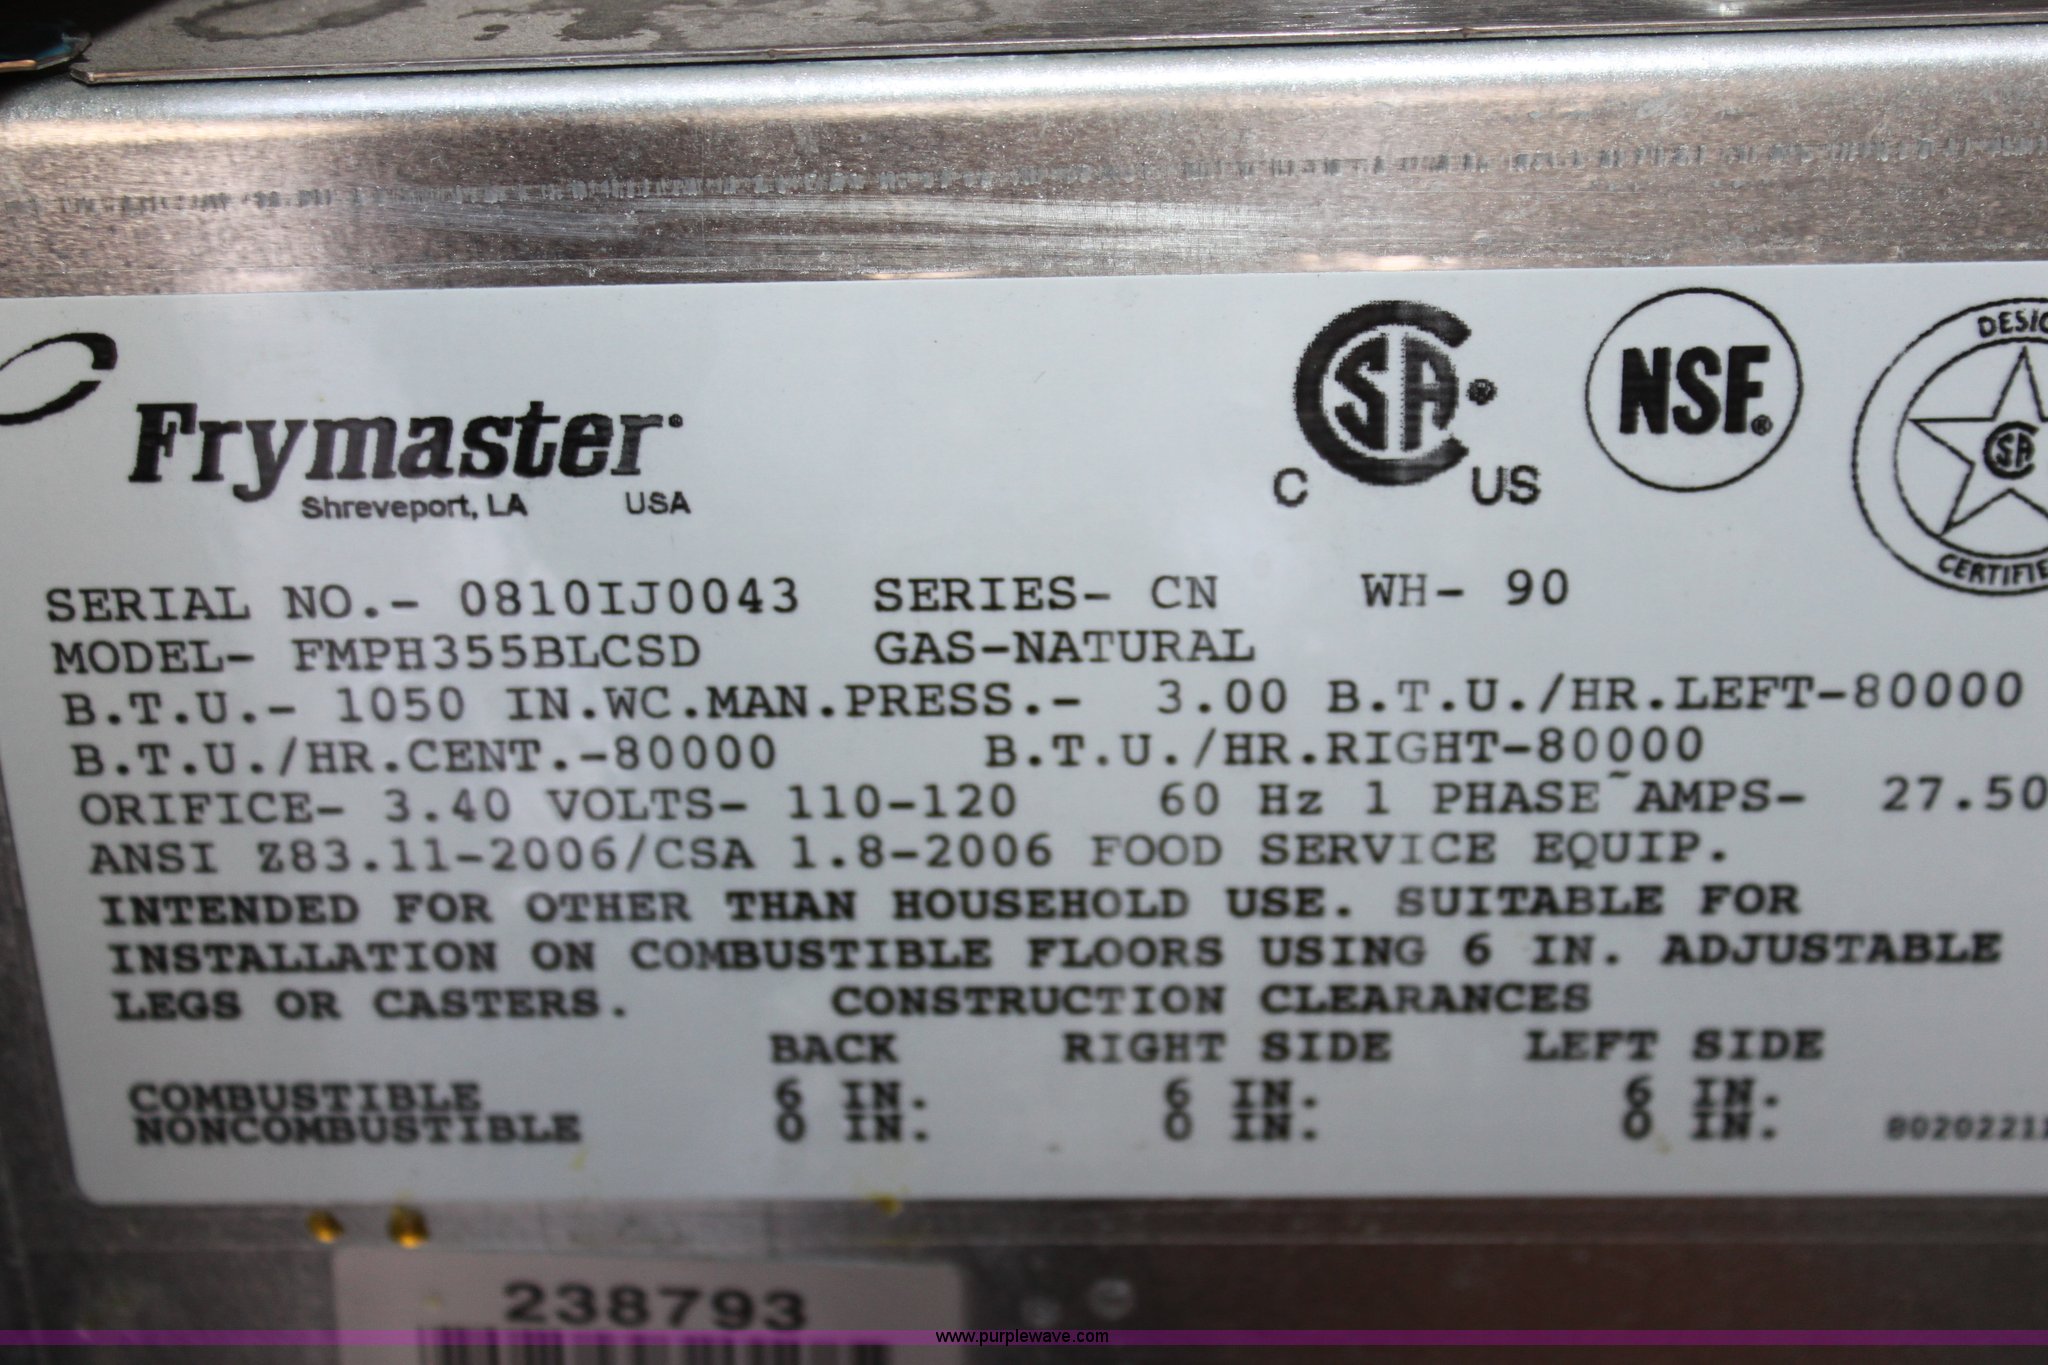 Frymaster®
Shreveport, LA USA
C SA® US
NSF®
CERTIFIE
SA
SERIAL NO.- 0810IJ0043 SERIES- CN WH- 90
MODEL- FMPH355BLCSD GAS-NATURAL
B.T.U.- 1050 IN.WC.MAN.PRESS.- 3.00 B.T.U./HR.LEFT-80000
B.T.U./HR.CENT.-80000 B.T.U./HR.RIGHT-80000
ORIFICE- 3.40 VOLTS- 110-120 60 Hz 1 PHASE~AMPS- 27.50
ANSI Z83.11-2006/CSA 1.8-2006 FOOD SERVICE EQUIP.
INTENDED FOR OTHER THAN HOUSEHOLD USE. SUITABLE FOR
INSTALLATION ON COMBUSTIBLE FLOORS USING 6 IN. ADJUSTABLE
LEGS OR CASTERS. CONSTRUCTION CLEARANCES
BACK RIGHT SIDE LEFT SIDE
COMBUSTIBLE 6 IN. 6 IN. 6 IN.
NONCOMBUSTIBLE 0 IN. 0 IN. 0 IN.
238793
www.purplewave.com